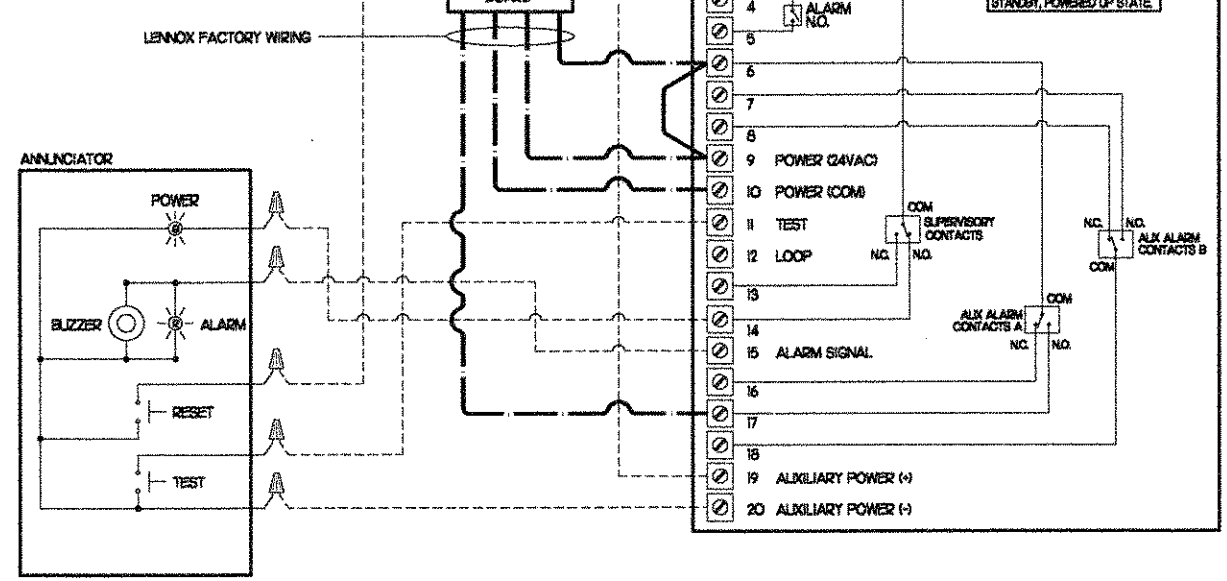 4
ALARM
N.O.
STANDBY, POWERED UP STATE.
5
LENNOX FACTORY WIRING
6
7
8
ANNUNCIATOR
9 POWER (24VAC)
10 POWER (COM)
POWER
11 TEST
COM
SUPERVISORY
CONTACTS
N.C. N.O.
12 LOOP
N.C. N.O.
AUX ALARM
CONTACTS B
COM
13
BUZZER
ALARM
14
COM
AUX ALARM
CONTACTS A
N.C. N.O.
15 ALARM SIGNAL
16
RESET
17
18
TEST
19 AUXILIARY POWER (+)
20 AUXILIARY POWER (-)